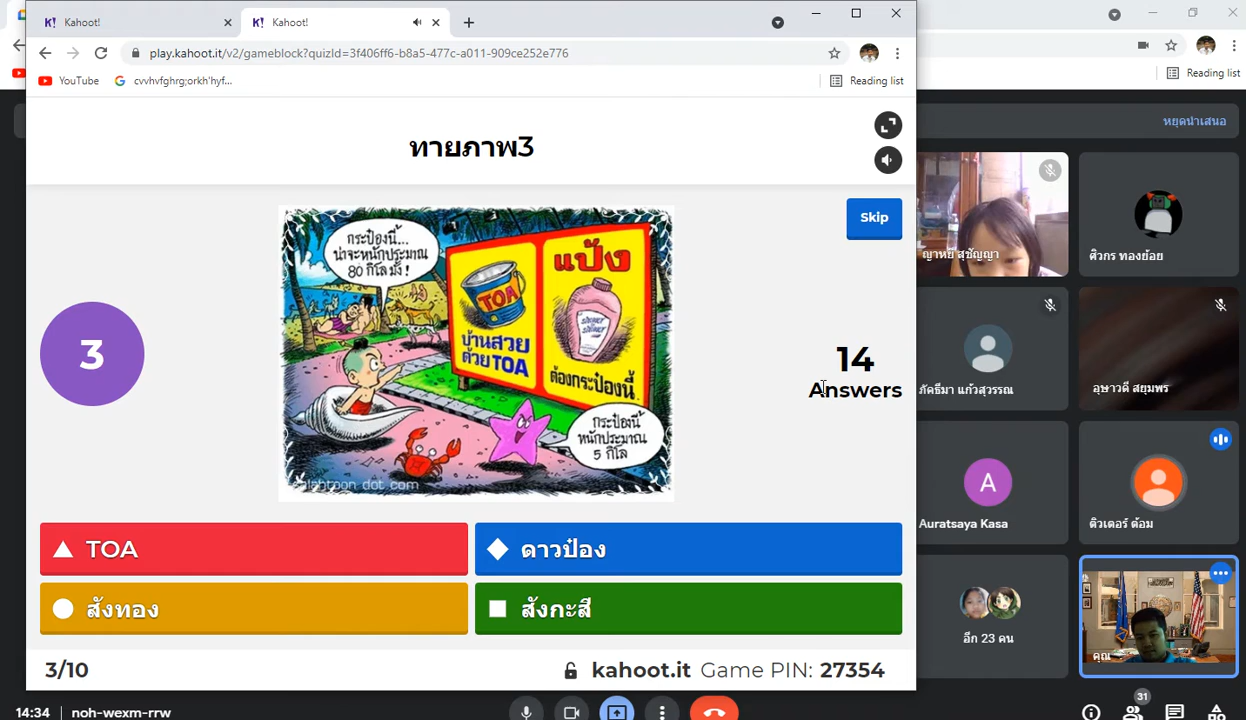 Kahoot!
Kahoot!
play.kahoot.it/v2/gameblock?quizId=3f406ff6-b8a5-477c-a011-909ce252e776
YouTube
cvvhvfghrg;orkh'hyf...
Reading list
Reading list
หยุดนำเสนอ
ทายภาพ3
Skip
กระป๋องนี้...
น่าจะหนักประมาณ
80 กิโลมั้ง!
TOA
บ้านสวย
ด้วยTOA
แป้ง
ต้องกระป๋องนี้
กระป๋องนี้
หนักประมาณ
5 กิโล
3
14
Answers
TOA
ดาวป๋อง
สังทอง
สังกะสี
3/10
kahoot.it Game PIN: 27354
ญาหยี สุชัญญา
ศิวกร ทองย้อย
ภัคธีมา แก้วสุวรรณ
อุษาวดี สยุมพร
A
Auratsaya Kasa
ติวเตอร์ ต้อม
อีก 23 คน
คุณ
31
14:34 noh-wexm-rrw